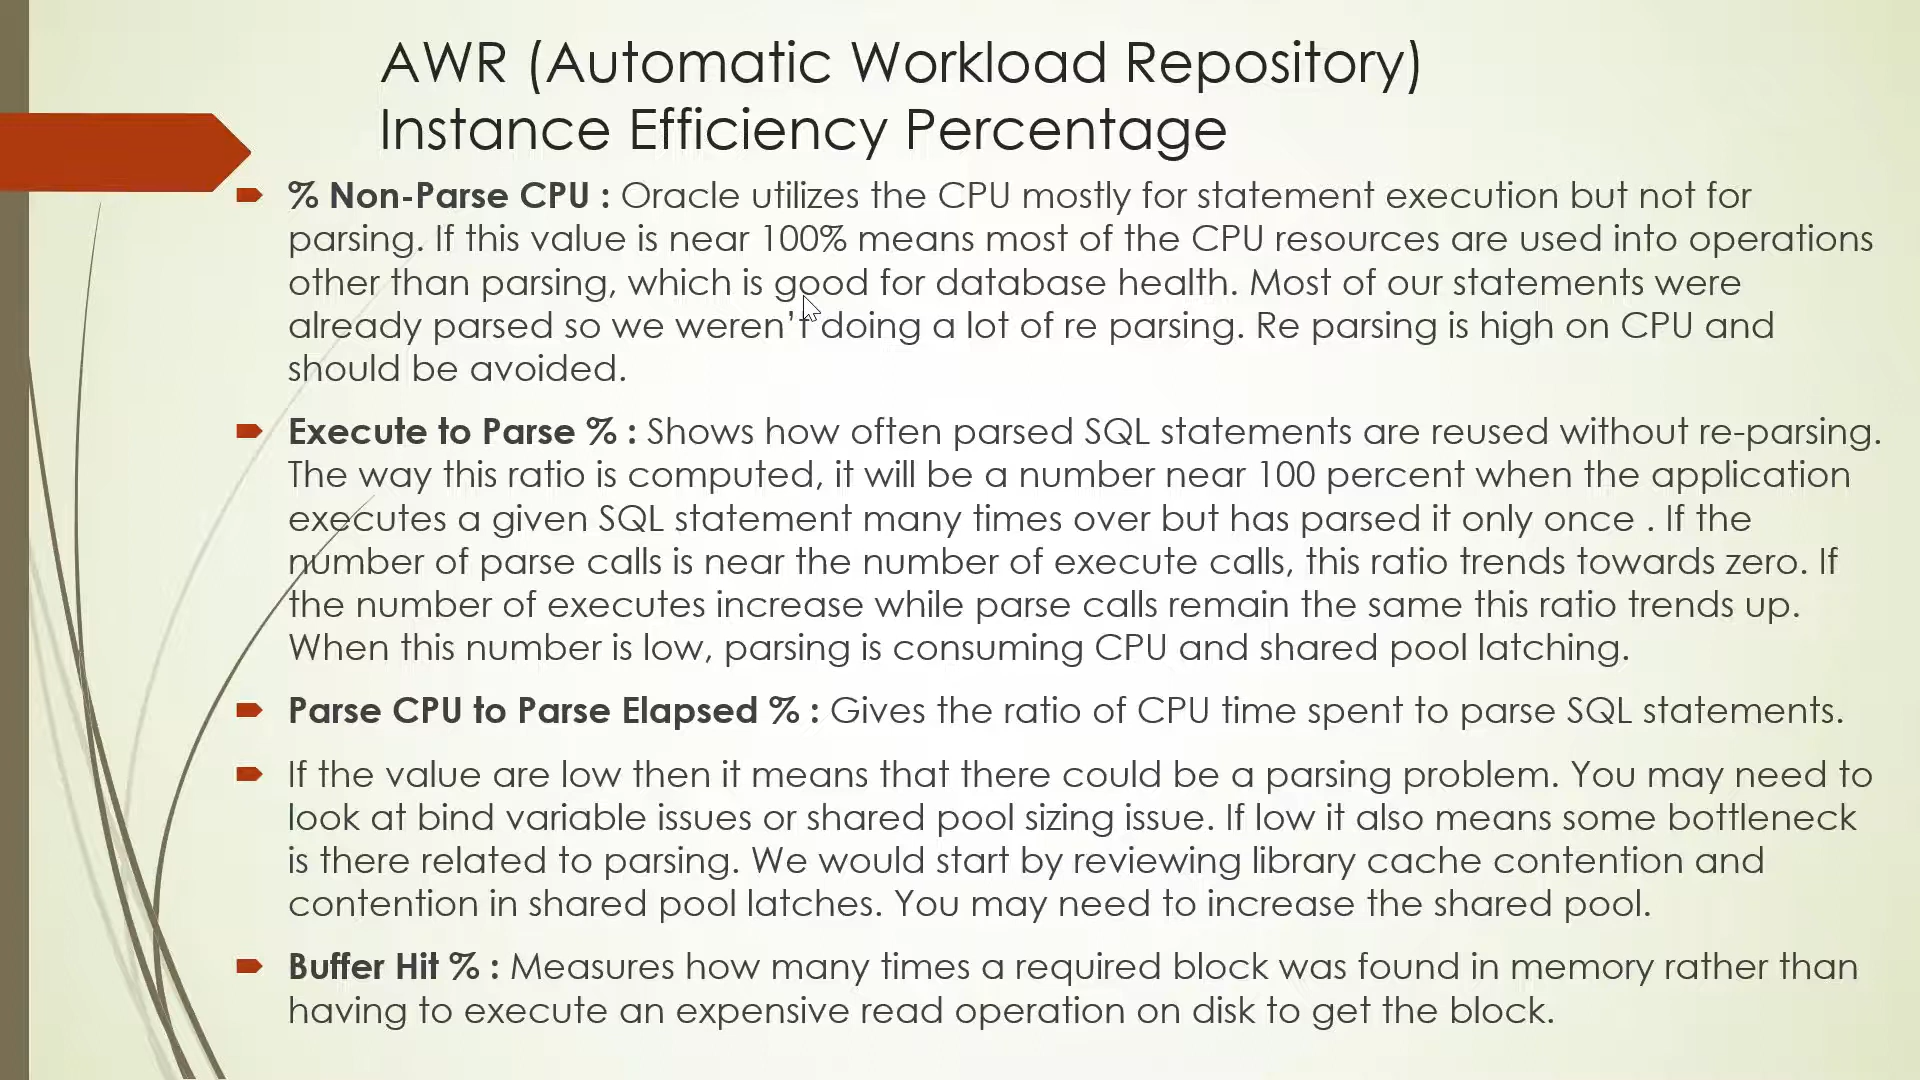 AWR (Automatic Workload Repository)
Instance Efficiency Percentage
% Non-Parse CPU : Oracle utilizes the CPU mostly for statement execution but not for
parsing. If this value is near 100% means most of the CPU resources are used into operations
other than parsing, which is good for database health. Most of our statements were
already parsed so we weren't doing a lot of re parsing. Re parsing is high on CPU and
should be avoided.
Execute to Parse % : Shows how often parsed SQL statements are reused without re-parsing.
The way this ratio is computed, it will be a number near 100 percent when the application
executes a given SQL statement many times over but has parsed it only once . If the
number of parse calls is near the number of execute calls, this ratio trends towards zero. If
the number of executes increase while parse calls remain the same this ratio trends up.
When this number is low, parsing is consuming CPU and shared pool latching.
Parse CPU to Parse Elapsed % : Gives the ratio of CPU time spent to parse SQL statements.
If the value are low then it means that there could be a parsing problem. You may need to
look at bind variable issues or shared pool sizing issue. If low it also means some bottleneck
is there related to parsing. We would start by reviewing library cache contention and
contention in shared pool latches. You may need to increase the shared pool.
Buffer Hit % : Measures how many times a required block was found in memory rather than
having to execute an expensive read operation on disk to get the block.